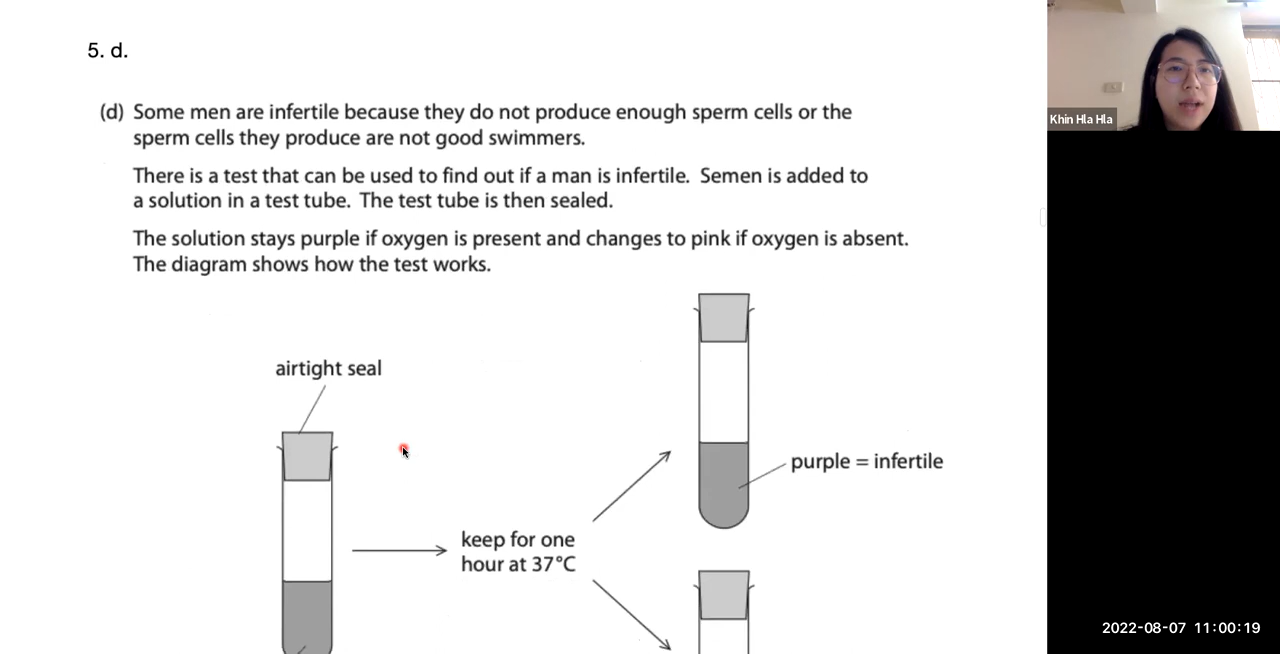 5. d.
(d) Some men are infertile because they do not produce enough sperm cells or the
sperm cells they produce are not good swimmers.
There is a test that can be used to find out if a man is infertile. Semen is added to
a solution in a test tube. The test tube is then sealed.
The solution stays purple if oxygen is present and changes to pink if oxygen is absent.
The diagram shows how the test works.
airtight seal
purple = infertile
keep for one
hour at 37°C
Khin Hla Hla
2022-08-07 11:00:19